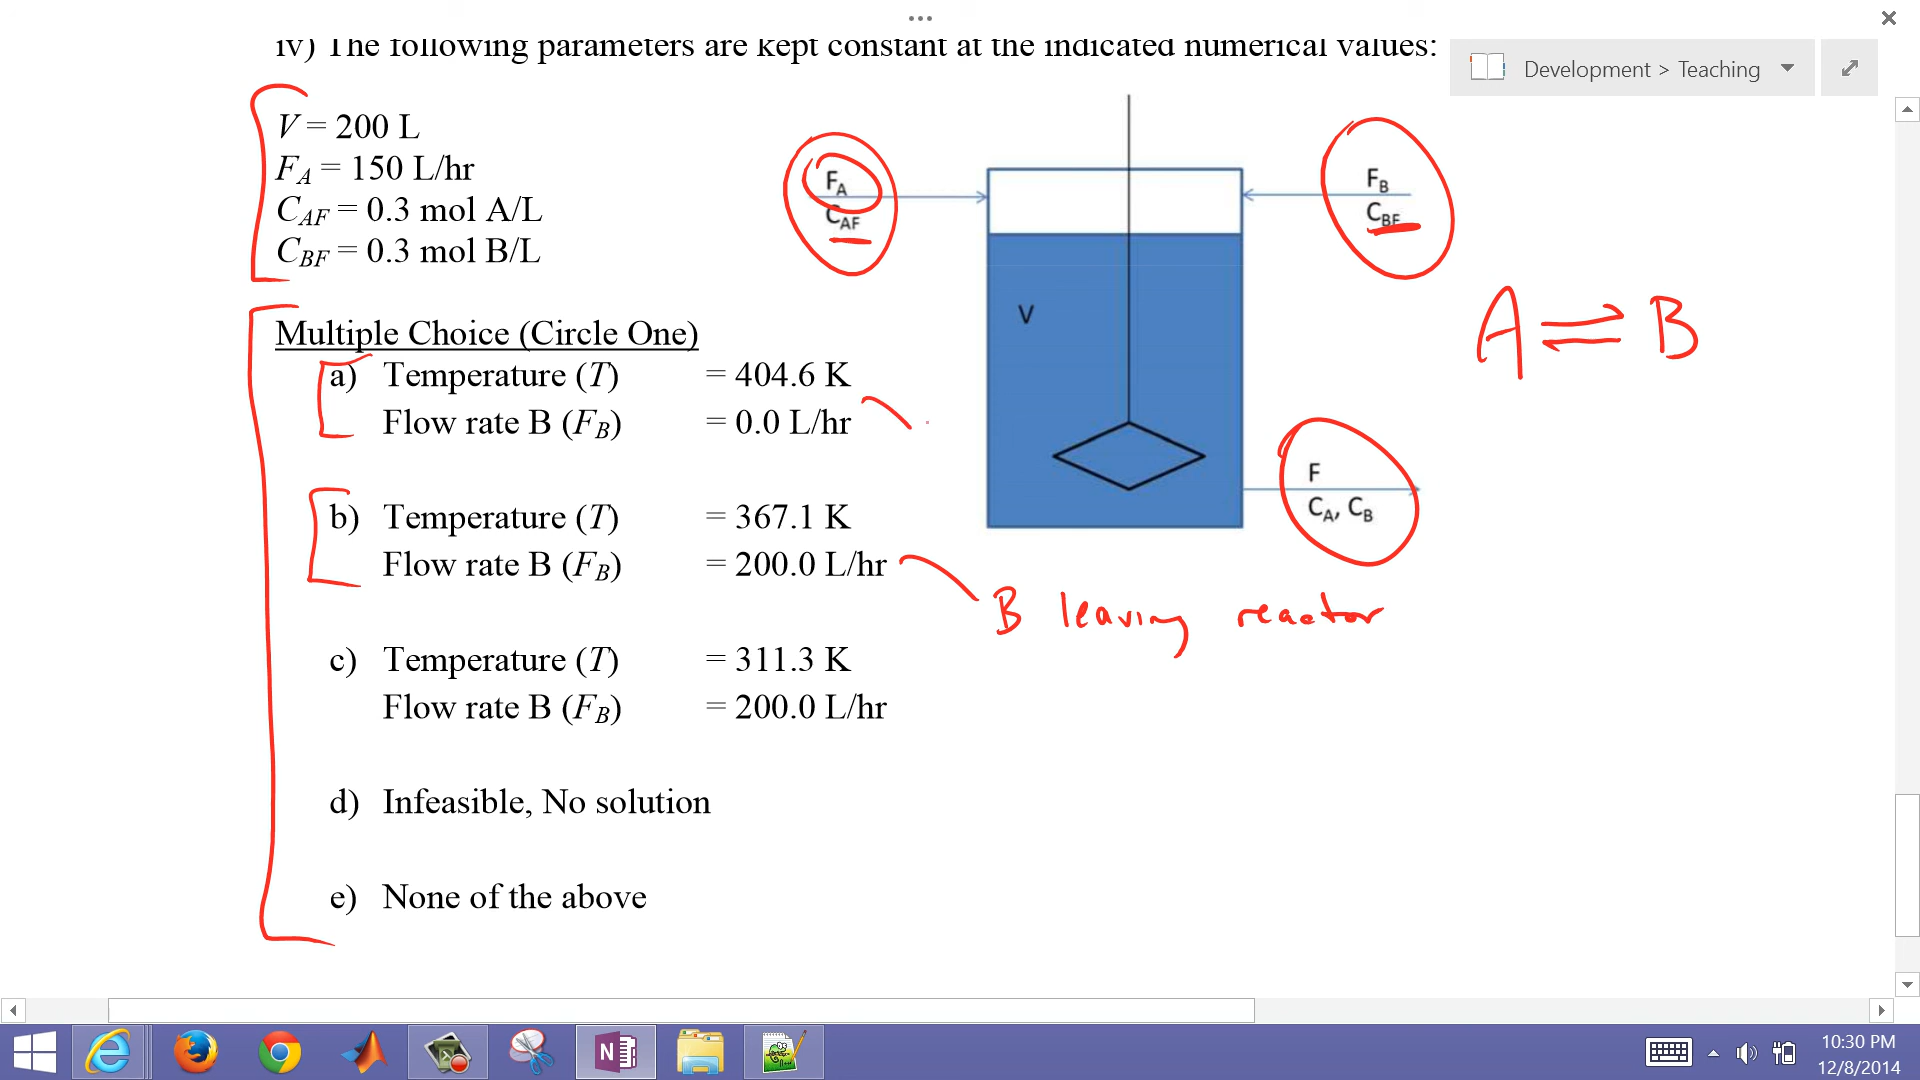 iv) The following parameters are kept constant at the indicated numerical values:
Development > Teaching
V = 200 L
F_A = 150 L/hr
C_AF = 0.3 mol A/L
C_BF = 0.3 mol B/L
F_A
C_AF
F_B
C_BF
V
A ⇌ B
Multiple Choice (Circle One)
a) Temperature (T) = 404.6 K
Flow rate B (F_B) = 0.0 L/hr
F
C_A, C_B
b) Temperature (T) = 367.1 K
Flow rate B (F_B) = 200.0 L/hr
B leaving reactor
c) Temperature (T) = 311.3 K
Flow rate B (F_B) = 200.0 L/hr
d) Infeasible, No solution
e) None of the above
N
10:30 PM
12/8/2014